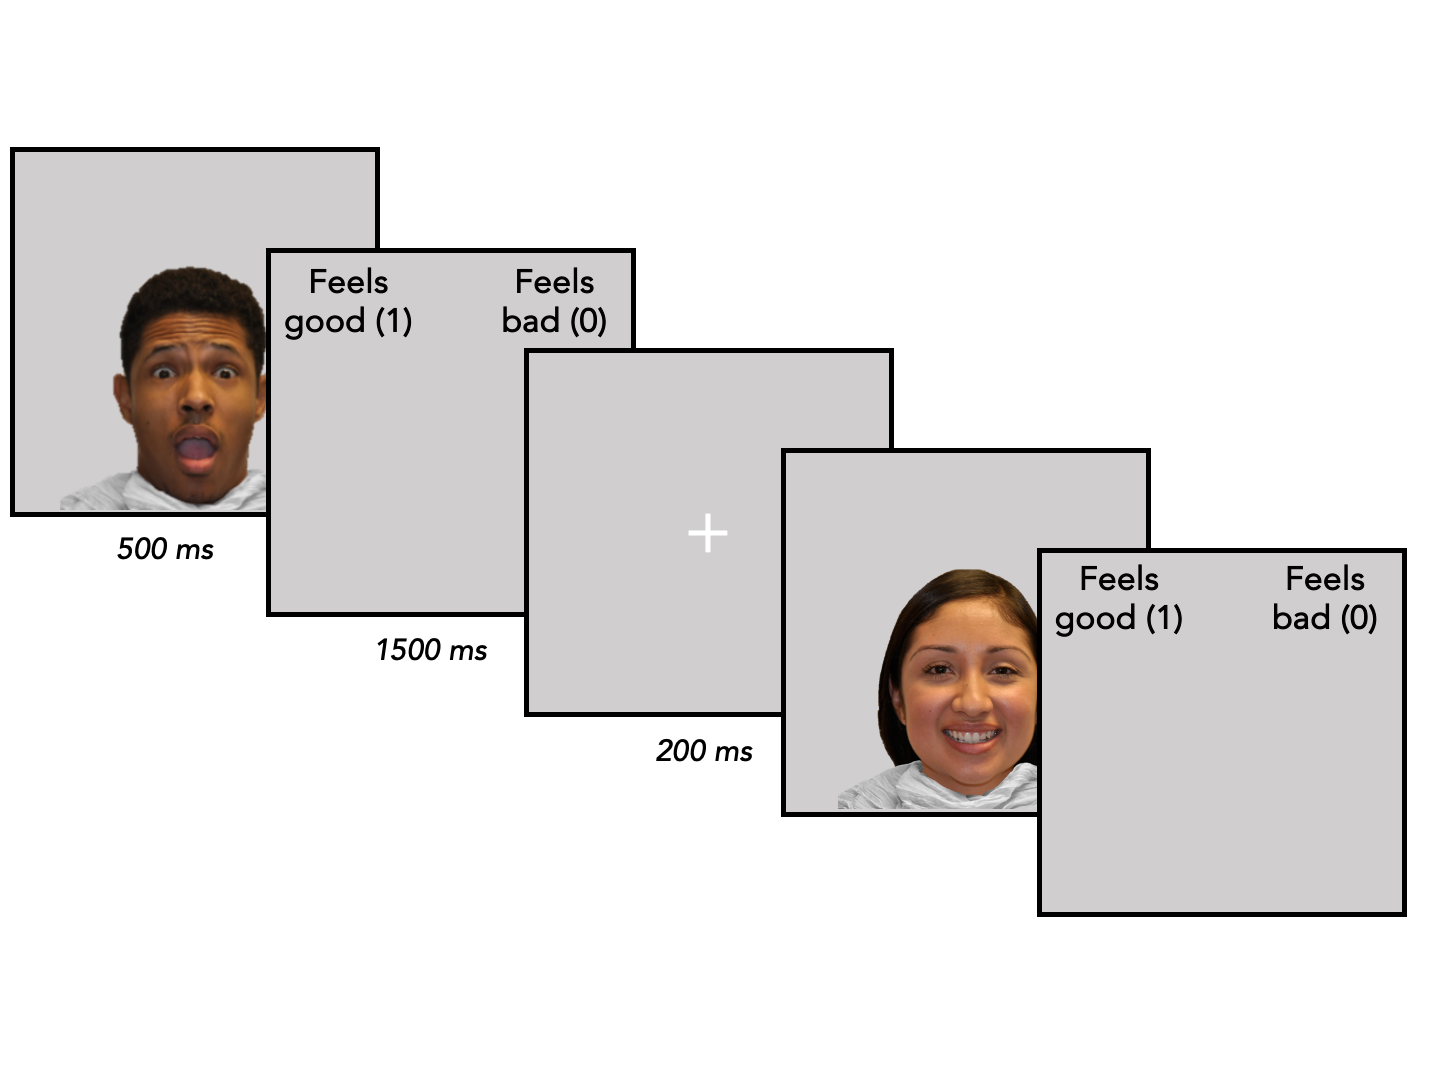 Feels
good (1)
Feels
bad (0)
500 ms
1500 ms
200 ms
Feels
good (1)
Feels
bad (0)